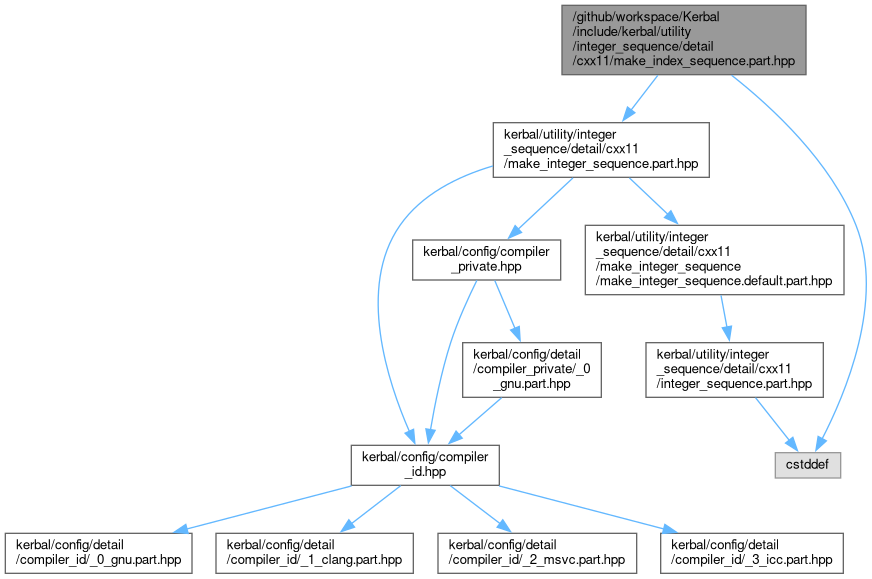 /github/workspace/Kerbal
/include/kerbal/utility
/integer_sequence/detail
/cxx11/make_index_sequence.part.hpp
kerbal/utility/integer
_sequence/detail/cxx11
/make_integer_sequence.part.hpp
kerbal/config/compiler
_private.hpp
kerbal/utility/integer
_sequence/detail/cxx11
/make_integer_sequence
/make_integer_sequence.default.part.hpp
kerbal/config/detail
/compiler_private/_0
_gnu.part.hpp
kerbal/utility/integer
_sequence/detail/cxx11
/integer_sequence.part.hpp
kerbal/config/compiler
_id.hpp
cstddef
kerbal/config/detail
/compiler_id/_0_gnu.part.hpp
kerbal/config/detail
/compiler_id/_1_clang.part.hpp
kerbal/config/detail
/compiler_id/_2_msvc.part.hpp
kerbal/config/detail
/compiler_id/_3_icc.part.hpp